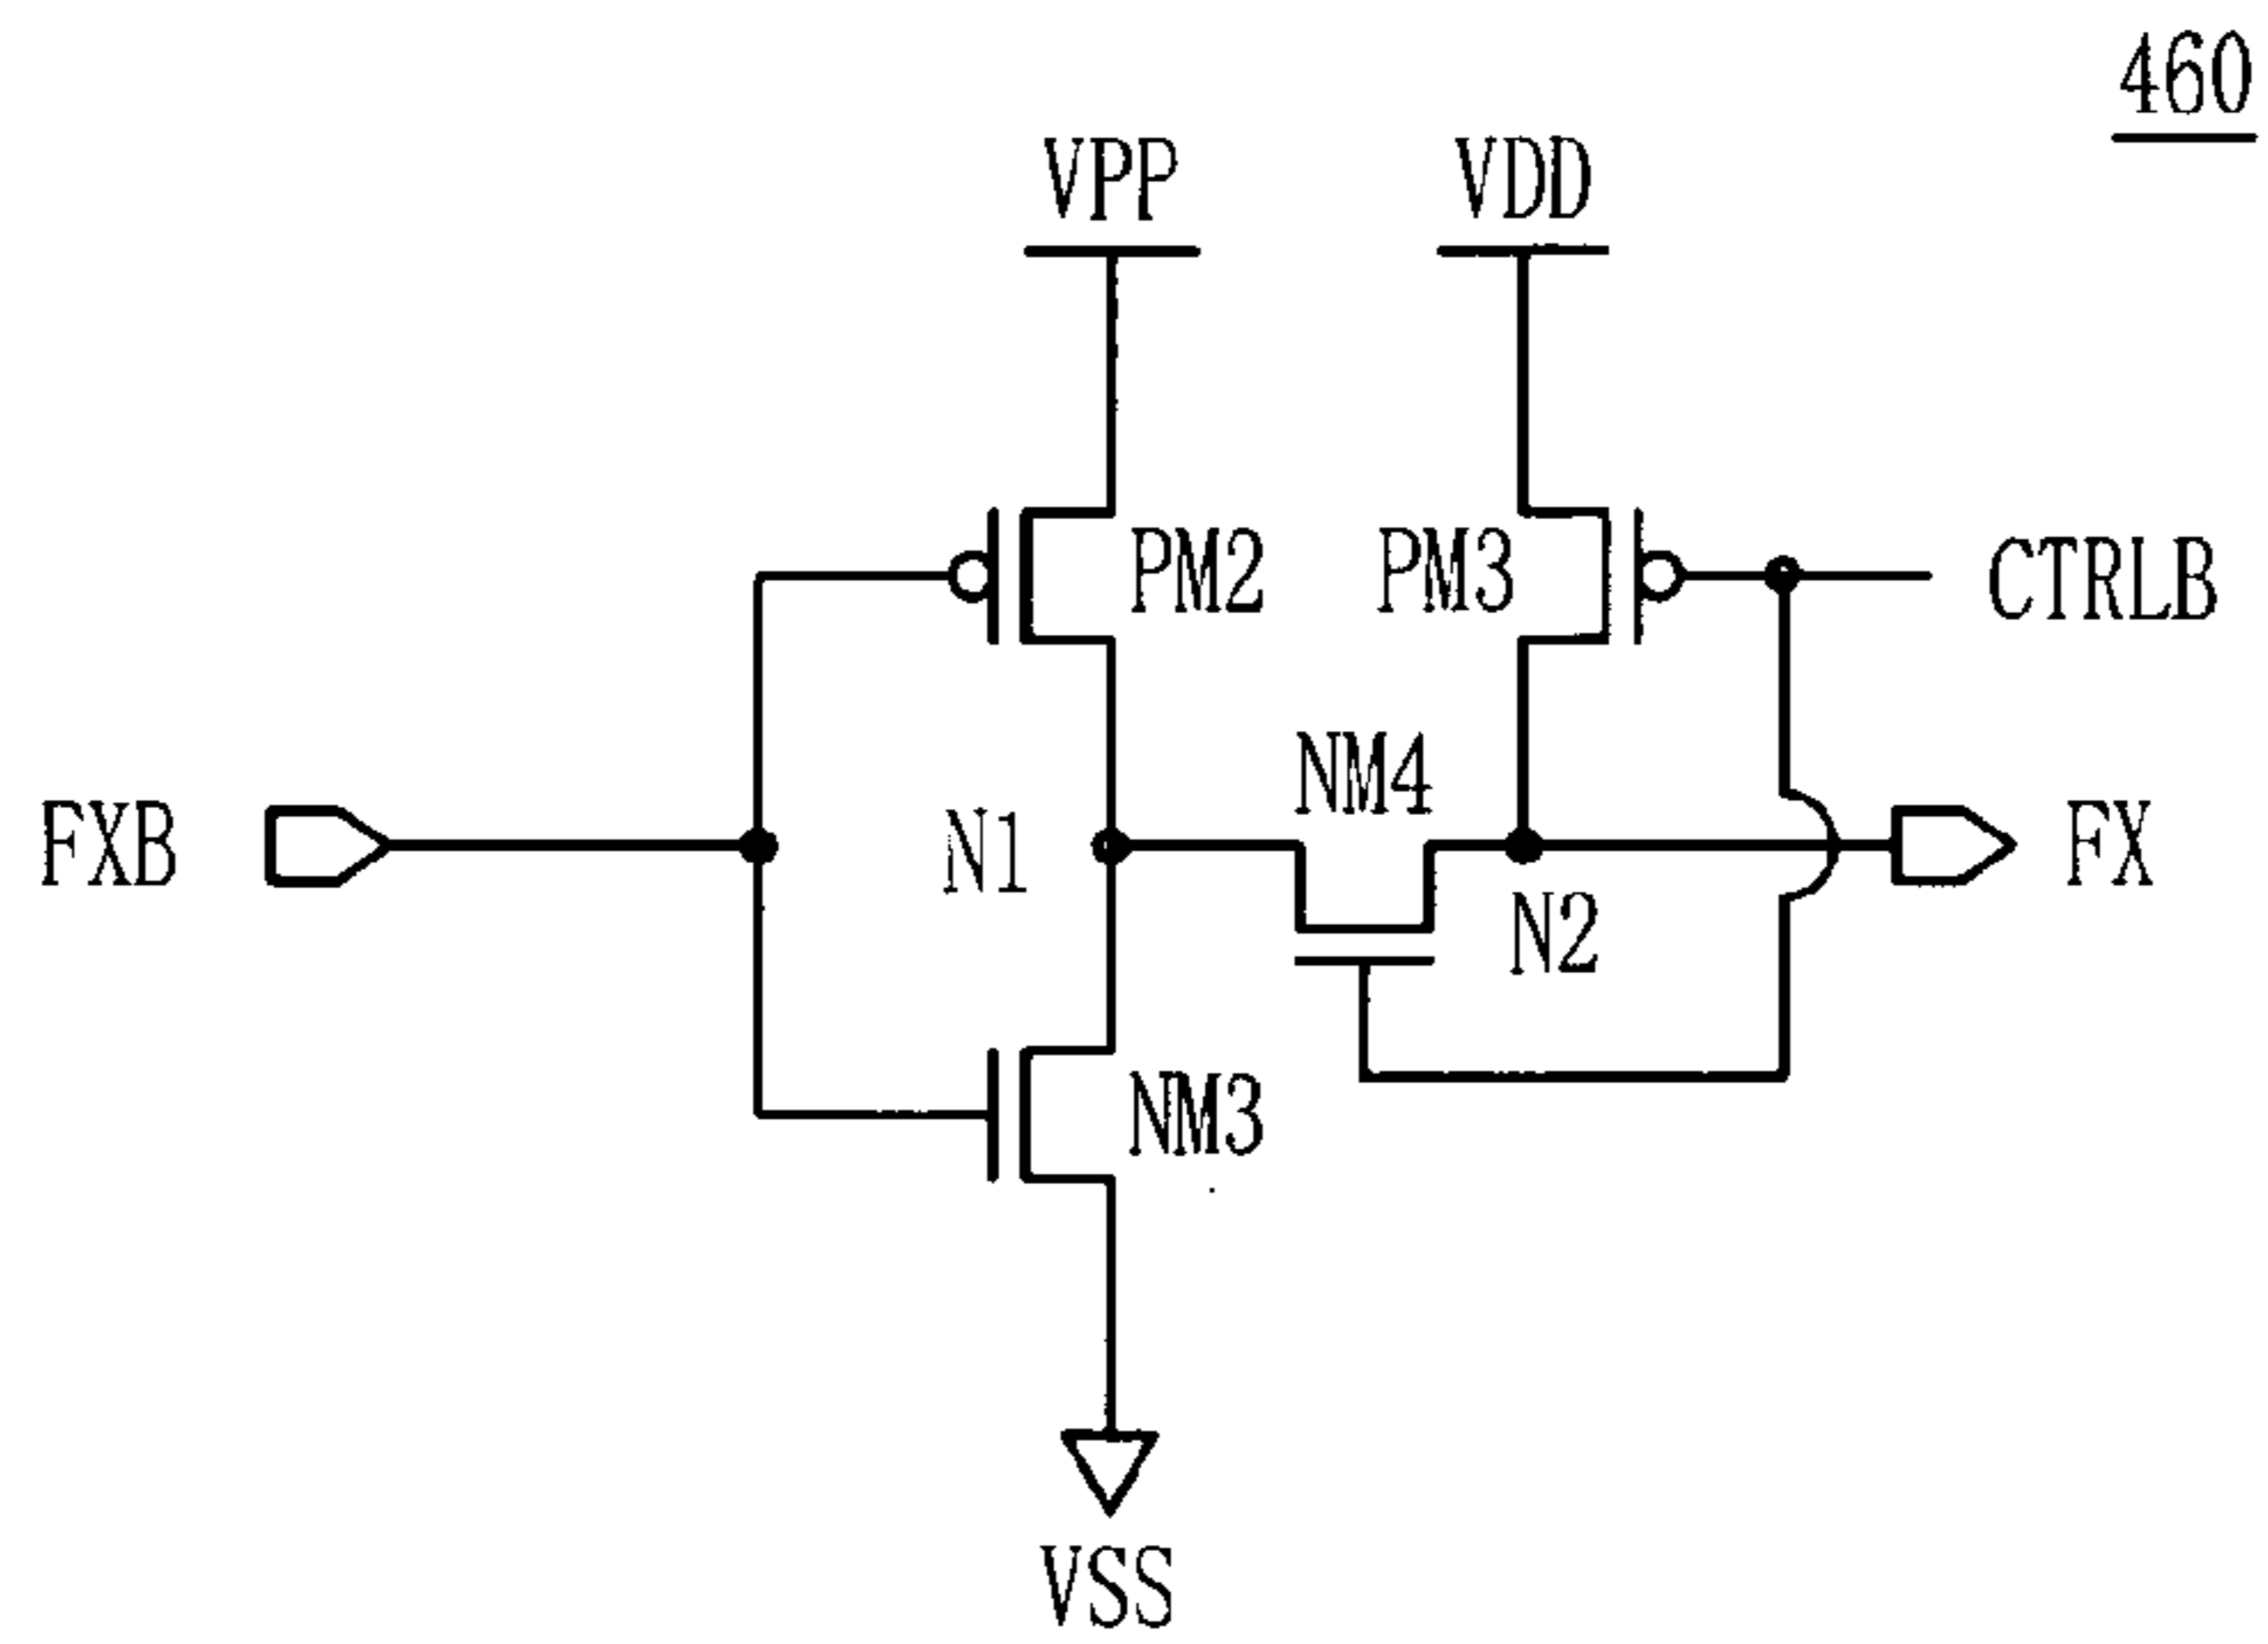 460
VPP
VDD
PM2
PM3
CTRLB
NM4
FXB
N1
FX
N2
NM3
VSS